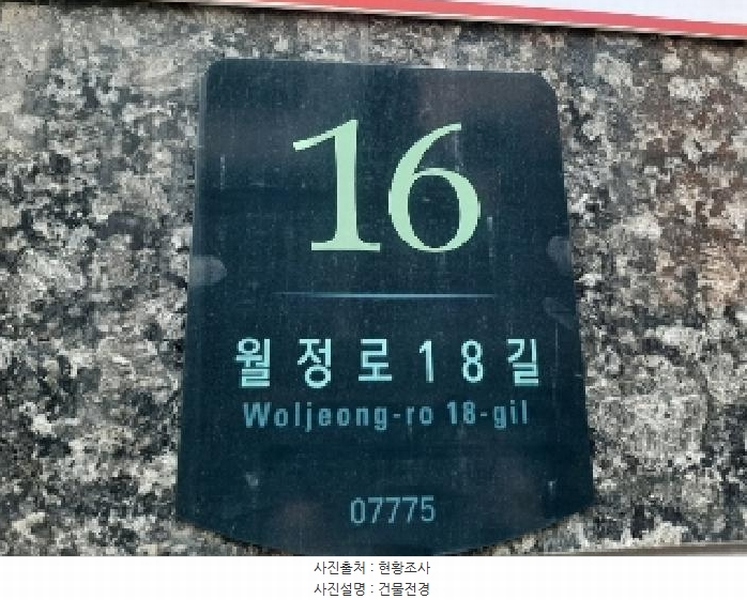 16
월정로18길
Woljeong-ro 18-gil
07775
사진출처 : 현황조사
사진설명 : 건물전경